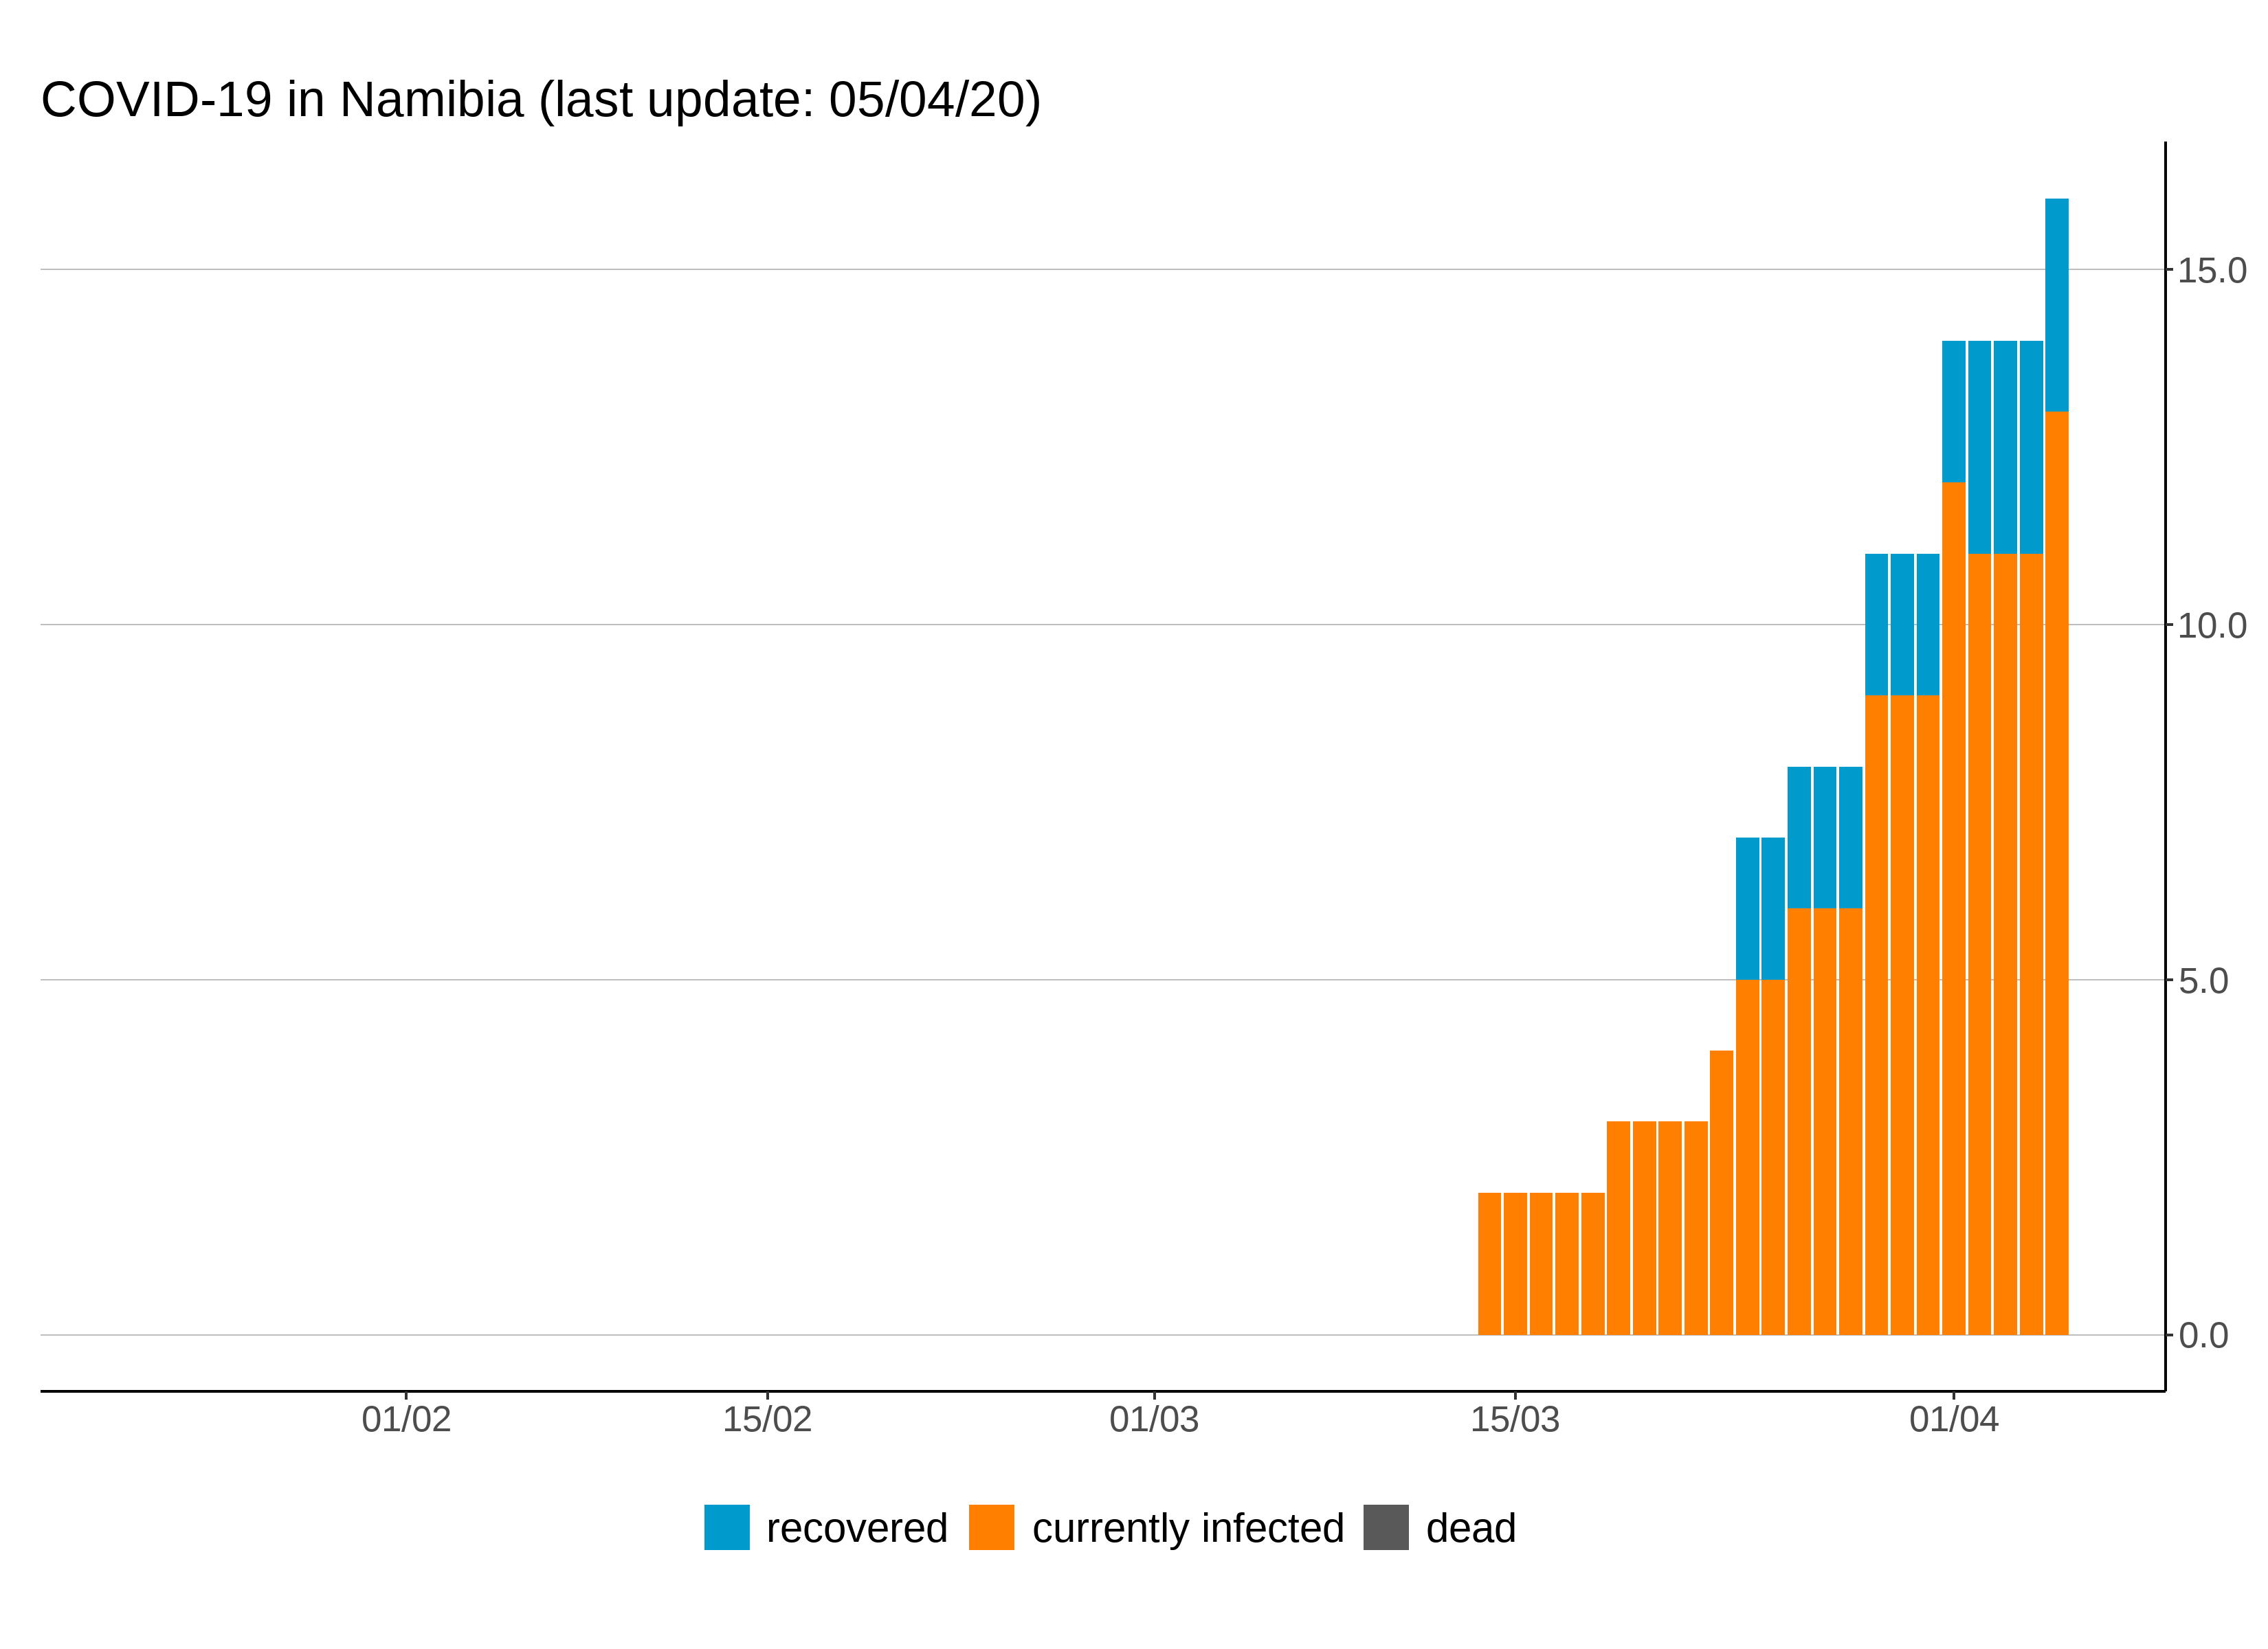 COVID-19 in Namibia (last update: 05/04/20)
15.0
10.0
5.0
0.0
01/02 15/02 01/03 15/03 01/04
recovered currently infected dead